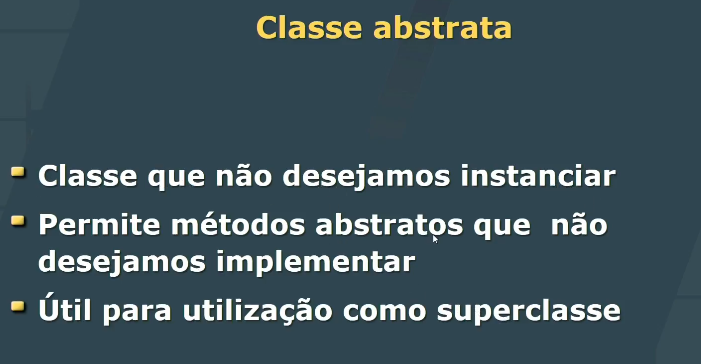 Classe abstrata
Classe que não desejamos instanciar
Permite métodos abstratos que não
desejamos implementar
Útil para utilização como superclasse